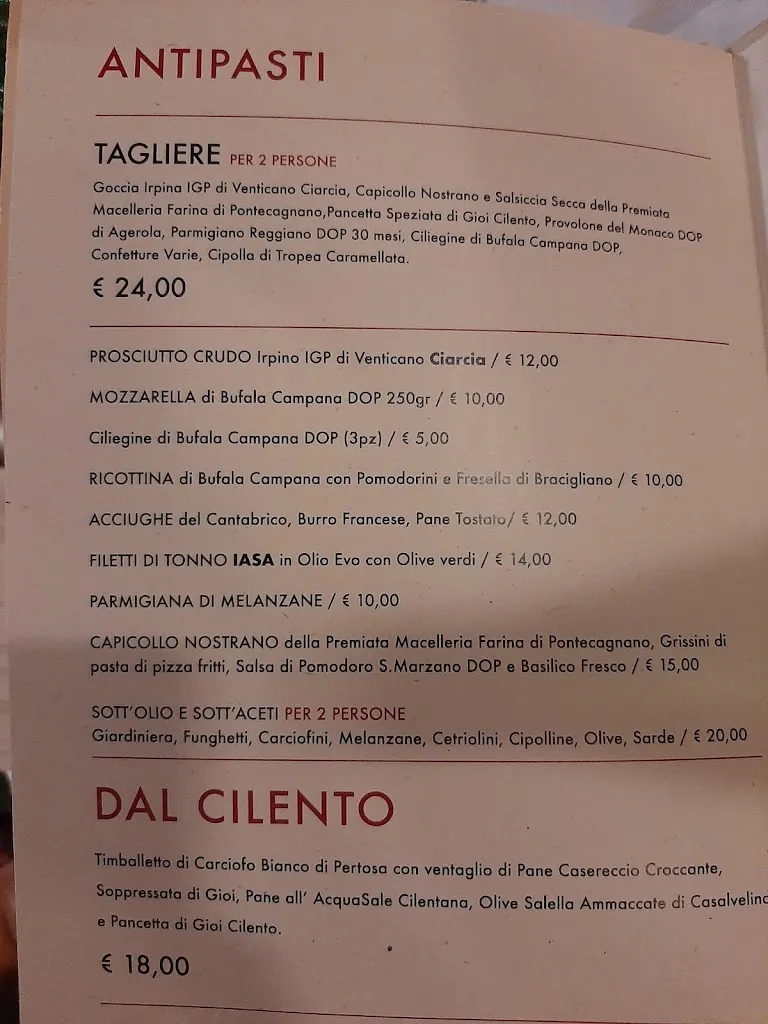 ANTIPASTI
TAGLIERE PER 2 PERSONE
Goccia Irpina IGP di Venticano Ciarcia, Capicollo Nostrano e Salsiccia Secca della Premiata
Macelleria Farina di Pontecagnano,Pancetta Speziata di Gioi Cilento, Provolone del Monaco DOP
di Agerola, Parmigiano Reggiano DOP 30 mesi, Ciliegine di Bufala Campana DOP,
Confetture Varie, Cipolla di Tropea Caramellata.
€ 24,00
PROSCIUTTO CRUDO Irpino IGP di Venticano Ciarcia / € 12,00
MOZZARELLA di Bufala Campana DOP 250gr / € 10,00
Ciliegine di Bufala Campana DOP (3pz) / € 5,00
RICOTTINA di Bufala Campana con Pomodorini e Fresella di Bracigliano / € 10,00
ACCIUGHE del Cantabrico, Burro Francese, Pane Tostato/ € 12,00
FILETTI DI TONNO IASA in Olio Evo con Olive verdi / € 14,00
PARMIGIANA DI MELANZANE / € 10,00
CAPICOLLO NOSTRANO della Premiata Macelleria Farina di Pontecagnano, Grissini di
pasta di pizza fritti, Salsa di Pomodoro S.Marzano DOP e Basilico Fresco / € 15,00
SOTT'OLIO E SOTT'ACETI PER 2 PERSONE
Giardiniera, Funghetti, Carciofini, Melanzane, Cetriolini, Cipolline, Olive, Sarde / € 20,00
DAL CILENTO
Timballetto di Carciofo Bianco di Pertosa con ventaglio di Pane Casereccio Croccante,
Soppressata di Gioi, Pane all' AcquaSale Cilentana, Olive Salella Ammaccate di Casalvelino
e Pancetta di Gioi Cilento.
€ 18,00